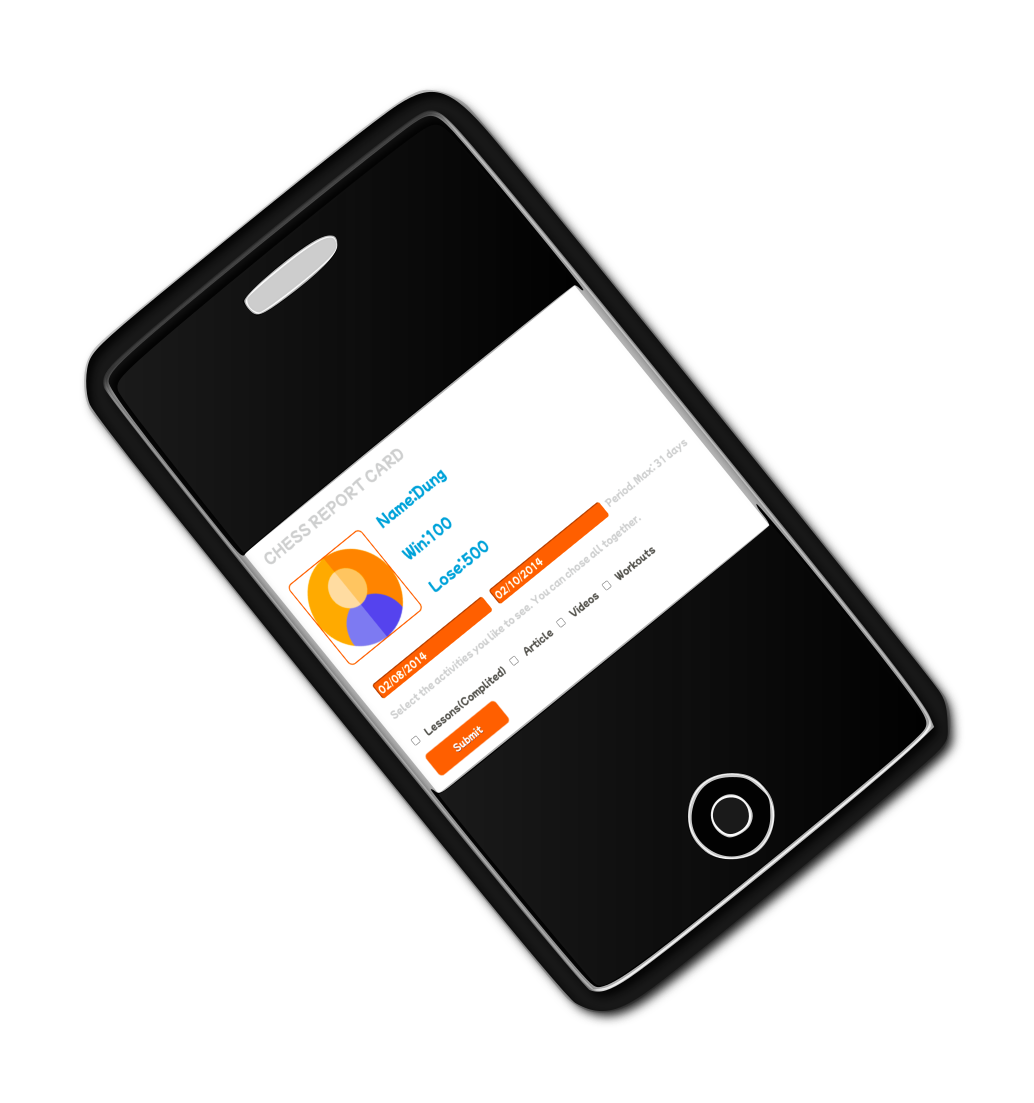 CHESS REPORT CARD
Name:Dung
Win:100
Lose:500
02/08/2014 02/10/2014 Period. Max: 31 days
Select the activities you like to see. You can chose all together.
Lessons(Complited) Article Videos Workouts
Submit